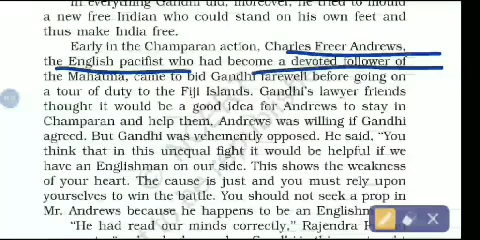 In everything Gandhi did, moreover, he tried to mould
a new free Indian who could stand on his own feet and
thus make India free.
Early in the Champaran action, Charles Freer Andrews,
the English pacifist who had become a devoted follower of
the Mahatma, came to bid Gandhi farewell before going on
a tour of duty to the Fiji Islands. Gandhi's lawyer friends
thought it would be a good idea for Andrews to stay in
Champaran and help them. Andrews was willing if Gandhi
agreed. But Gandhi was vehemently opposed. He said, "You
think that in this unequal fight it would be helpful if we
have an Englishman on our side. This shows the weakness
of your heart. The cause is just and you must rely upon
yourselves to win the battle. You should not seek a prop in
Mr. Andrews because he happens to be an Englishm
"He had read our minds correctly," Rajendra